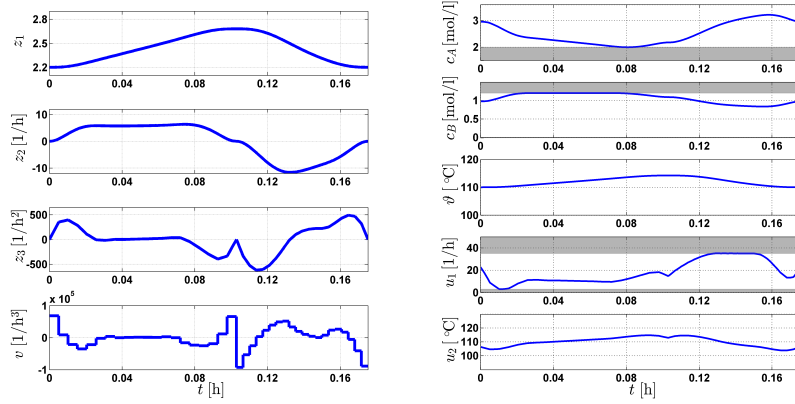 2.8
2.5
2.2
z₁
0 0.04 0.08 0.12 0.16
10
0
-10
z₂ [1/h]
0 0.04 0.08 0.12 0.16
500
0
-500
z₃ [1/h²]
0 0.04 0.08 0.12 0.16
1 x 10⁵
0
-1
v [1/h³]
0 0.04 0.08 0.12 0.16
t [h]
3
2
c_A [mol/l]
0 0.04 0.08 0.12 0.16
1.5
1
0.5
0
c_B [mol/l]
0 0.04 0.08 0.12 0.16
120
110
100
ϑ [°C]
0 0.04 0.08 0.12 0.16
40
20
0
u₁ [1/h]
0 0.04 0.08 0.12 0.16
120
110
100
u₂ [°C]
0 0.04 0.08 0.12 0.16
t [h]